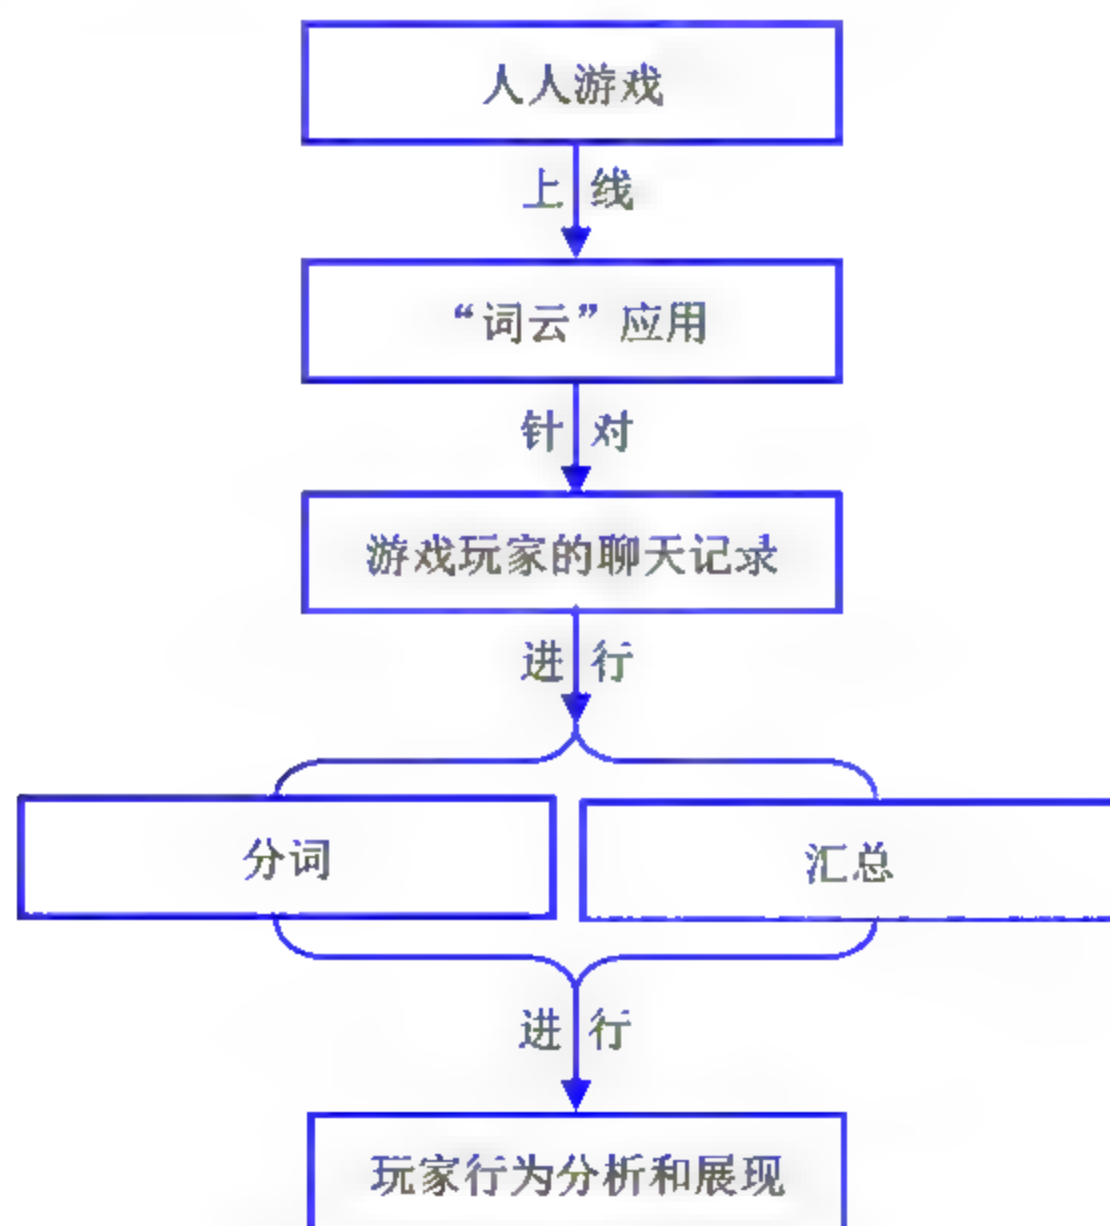 人人游戏
上线
“词云”应用
针对
游戏玩家的聊天记录
进行
分词
汇总
进行
玩家行为分析和展现